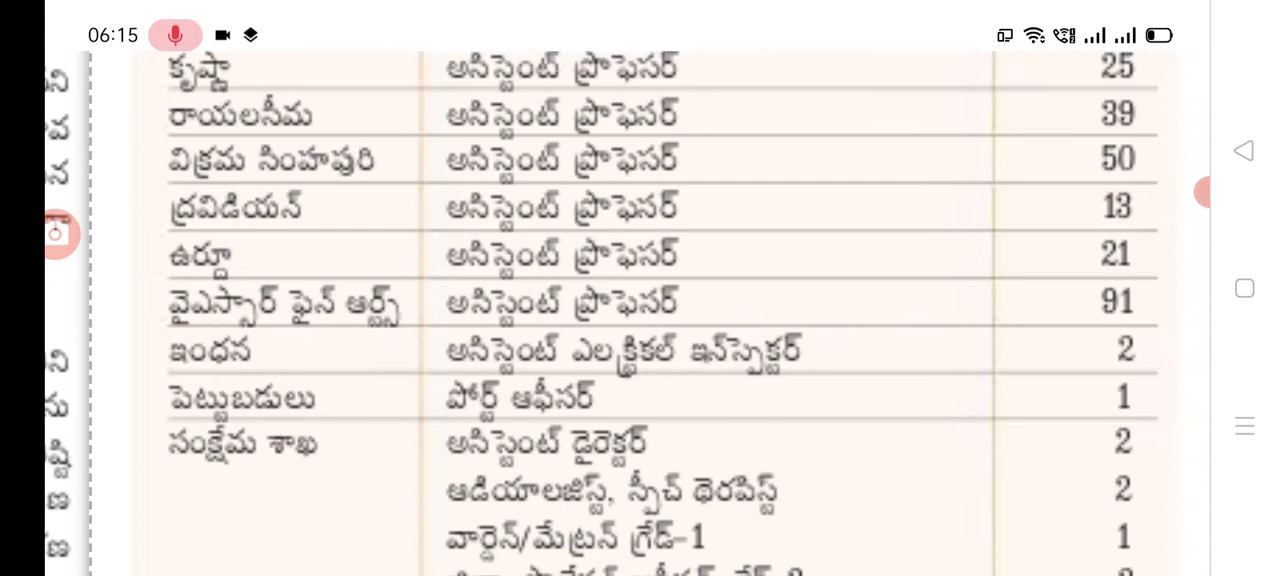 06:15
కృష్ణా అసిస్టెంట్ ప్రొఫెసర్ 25
రాయలసీమ అసిస్టెంట్ ప్రొఫెసర్ 39
విక్రమ సింహపురి అసిస్టెంట్ ప్రొఫెసర్ 50
ద్రవిడియన్ అసిస్టెంట్ ప్రొఫెసర్ 13
ఉర్దూ అసిస్టెంట్ ప్రొఫెసర్ 21
వైఎస్సార్ ఫైన్ ఆర్ట్స్ అసిస్టెంట్ ప్రొఫెసర్ 91
ఇంధన అసిస్టెంట్ ఎలక్ట్రికల్ ఇన్‌స్పెక్టర్ 2
పెట్టుబడులు పోర్ట్ ఆఫీసర్ 1
సంక్షేమ శాఖ అసిస్టెంట్ డైరెక్టర్ 2
ఆడియాలజిస్ట్, స్పీచ్ థెరపిస్ట్ 2
వార్డెన్/మేట్రన్ గ్రేడ్-1 1